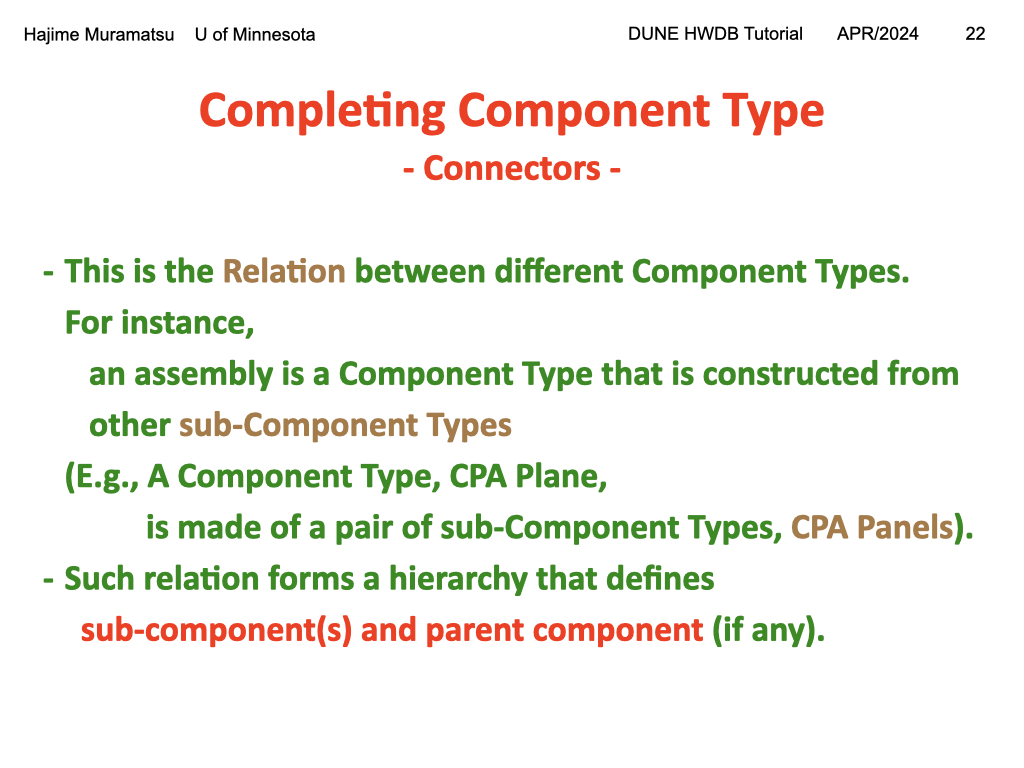 Hajime Muramatsu U of Minnesota DUNE HWDB Tutorial APR/2024 22
Completing Component Type
- Connectors -
- This is the Relation between different Component Types.
For instance,
an assembly is a Component Type that is constructed from
other sub-Component Types
(E.g., A Component Type, CPA Plane,
is made of a pair of sub-Component Types, CPA Panels).
- Such relation forms a hierarchy that defines
sub-component(s) and parent component (if any).